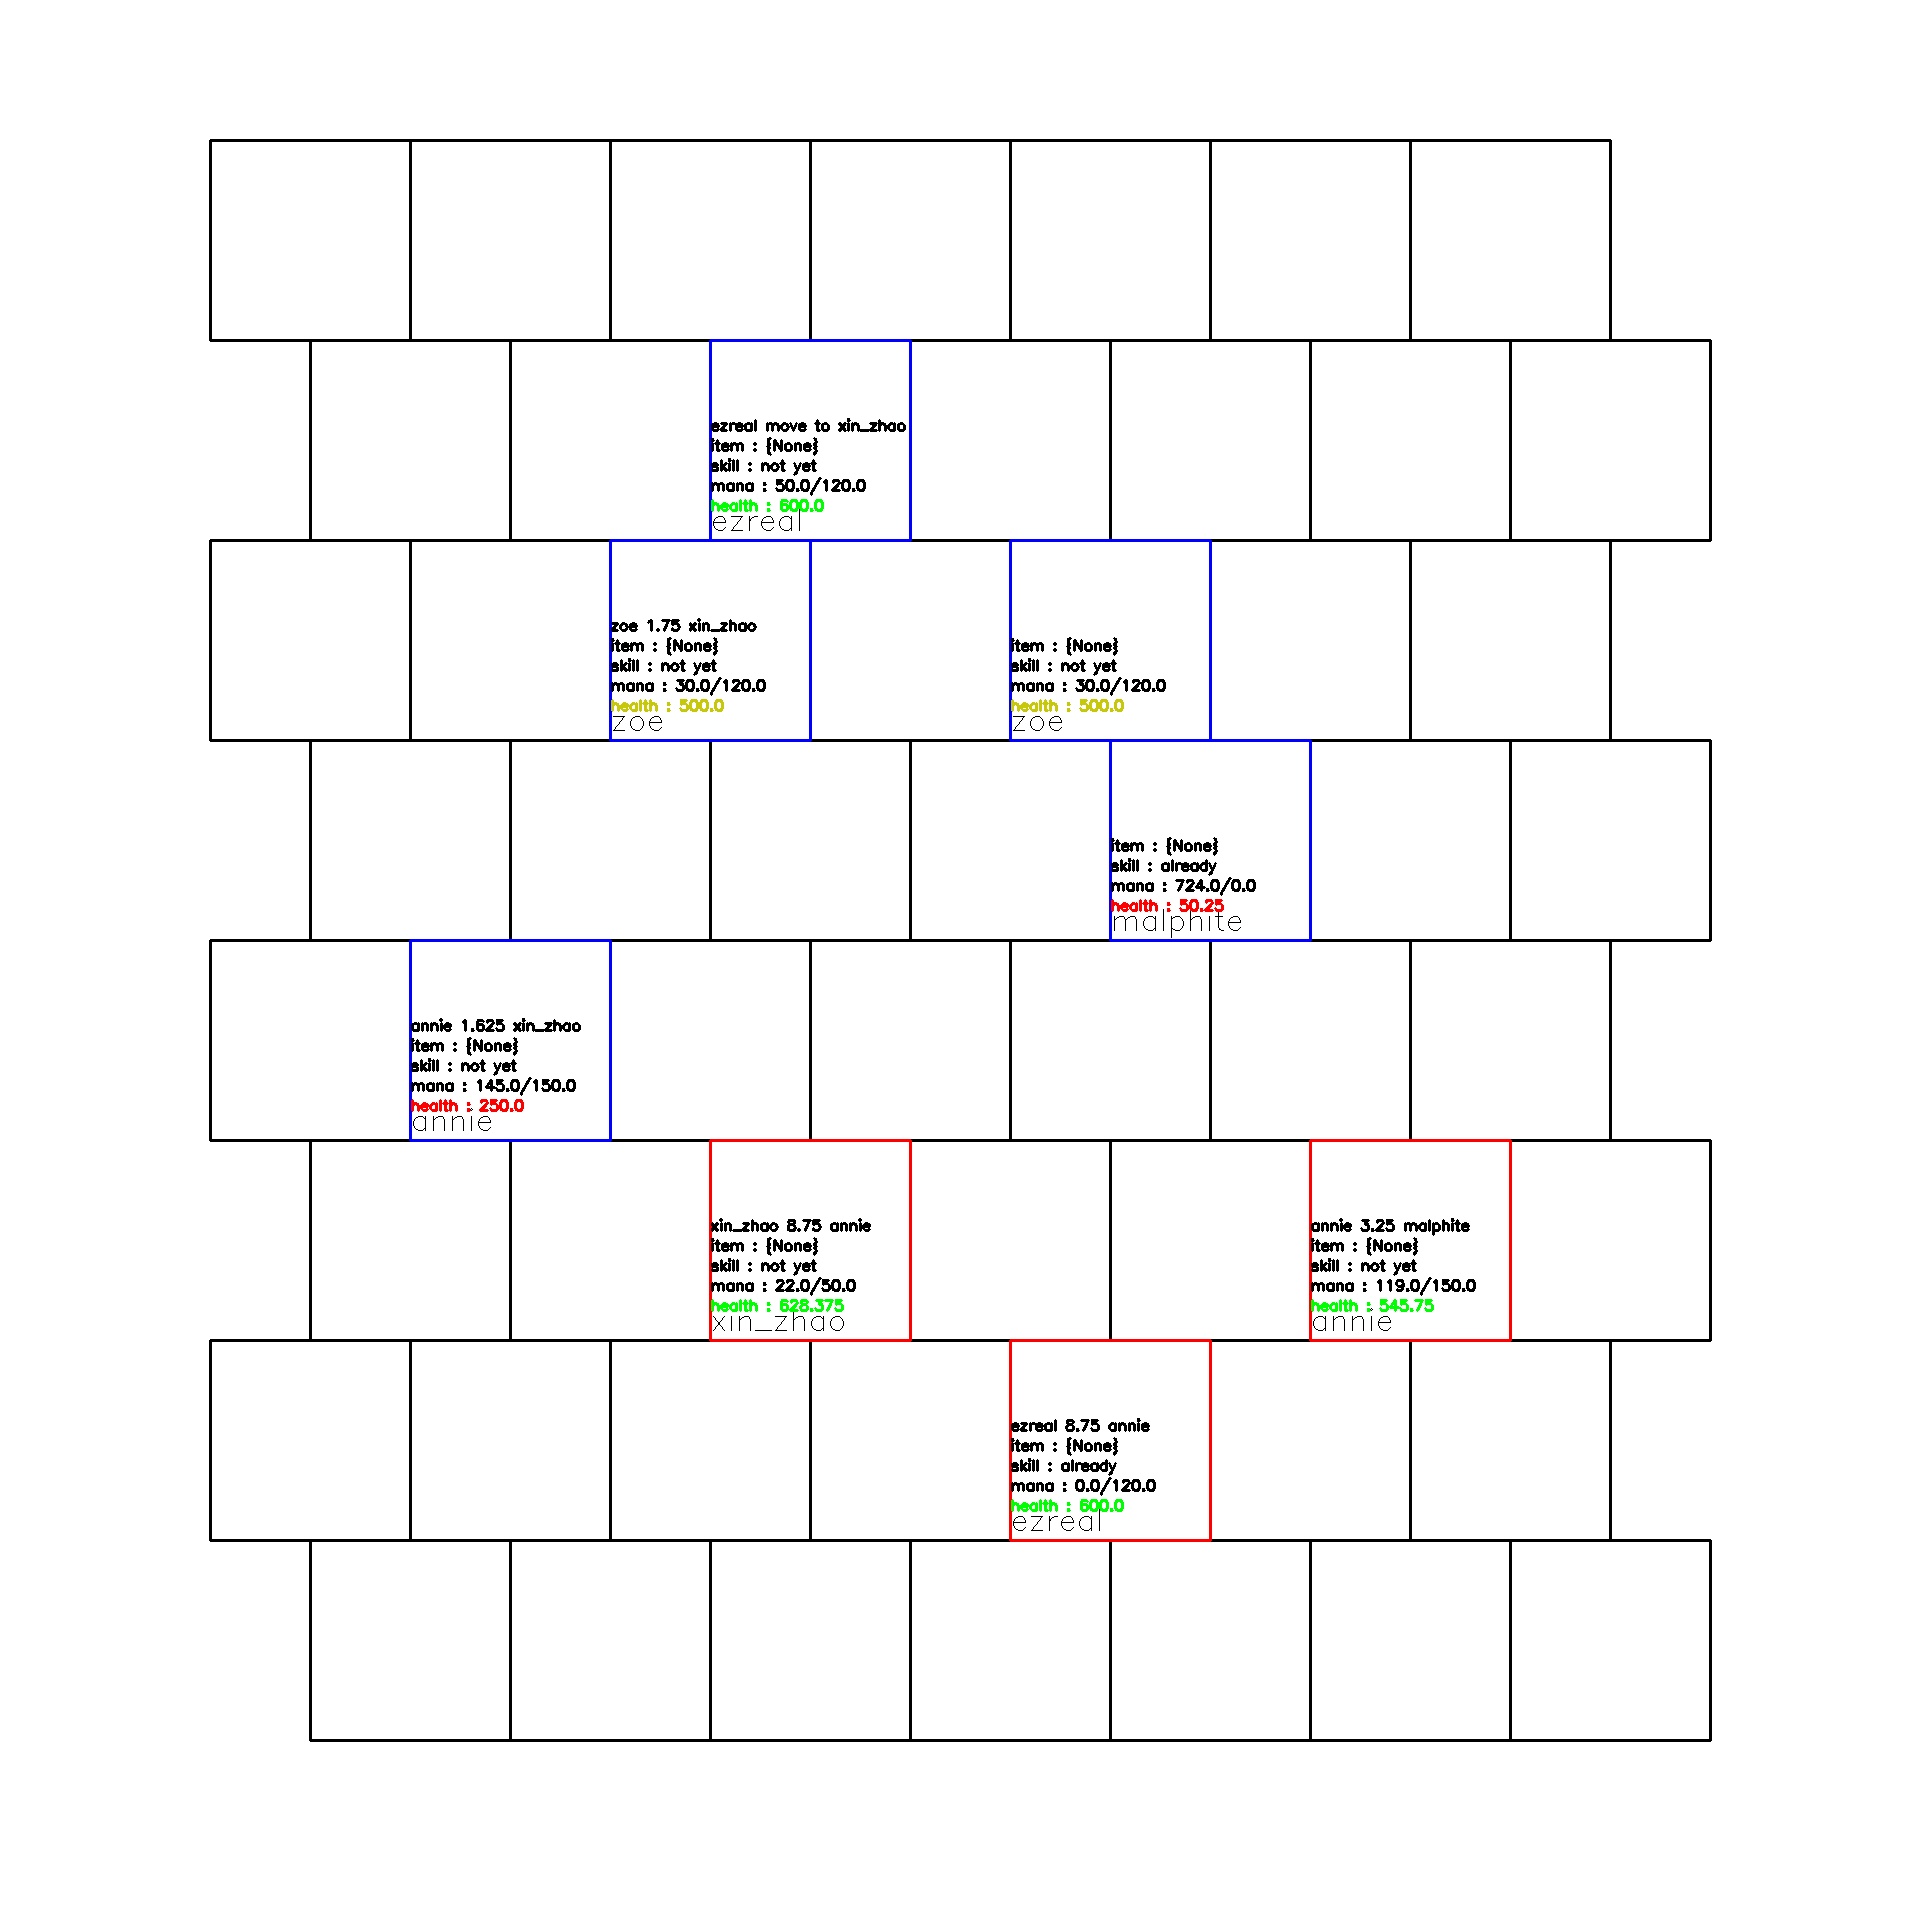 ezreal move to xin_zhao
item : {None}
skill : not yet
mana : 50.0/120.0
health : 600.0
ezreal
zoe 1.75 xin_zhao
item : {None}
skill : not yet
mana : 30.0/120.0
health : 500.0
zoe
item : {None}
skill : not yet
mana : 30.0/120.0
health : 500.0
zoe
item : {None}
skill : already
mana : 724.0/0.0
health : 50.25
malphite
annie 1.625 xin_zhao
item : {None}
skill : not yet
mana : 145.0/150.0
health : 250.0
annie
xin_zhao 8.75 annie
item : {None}
skill : not yet
mana : 22.0/50.0
health : 628.375
xin_zhao
annie 3.25 malphite
item : {None}
skill : not yet
mana : 119.0/150.0
health : 545.75
annie
ezreal 8.75 annie
item : {None}
skill : already
mana : 0.0/120.0
health : 600.0
ezreal